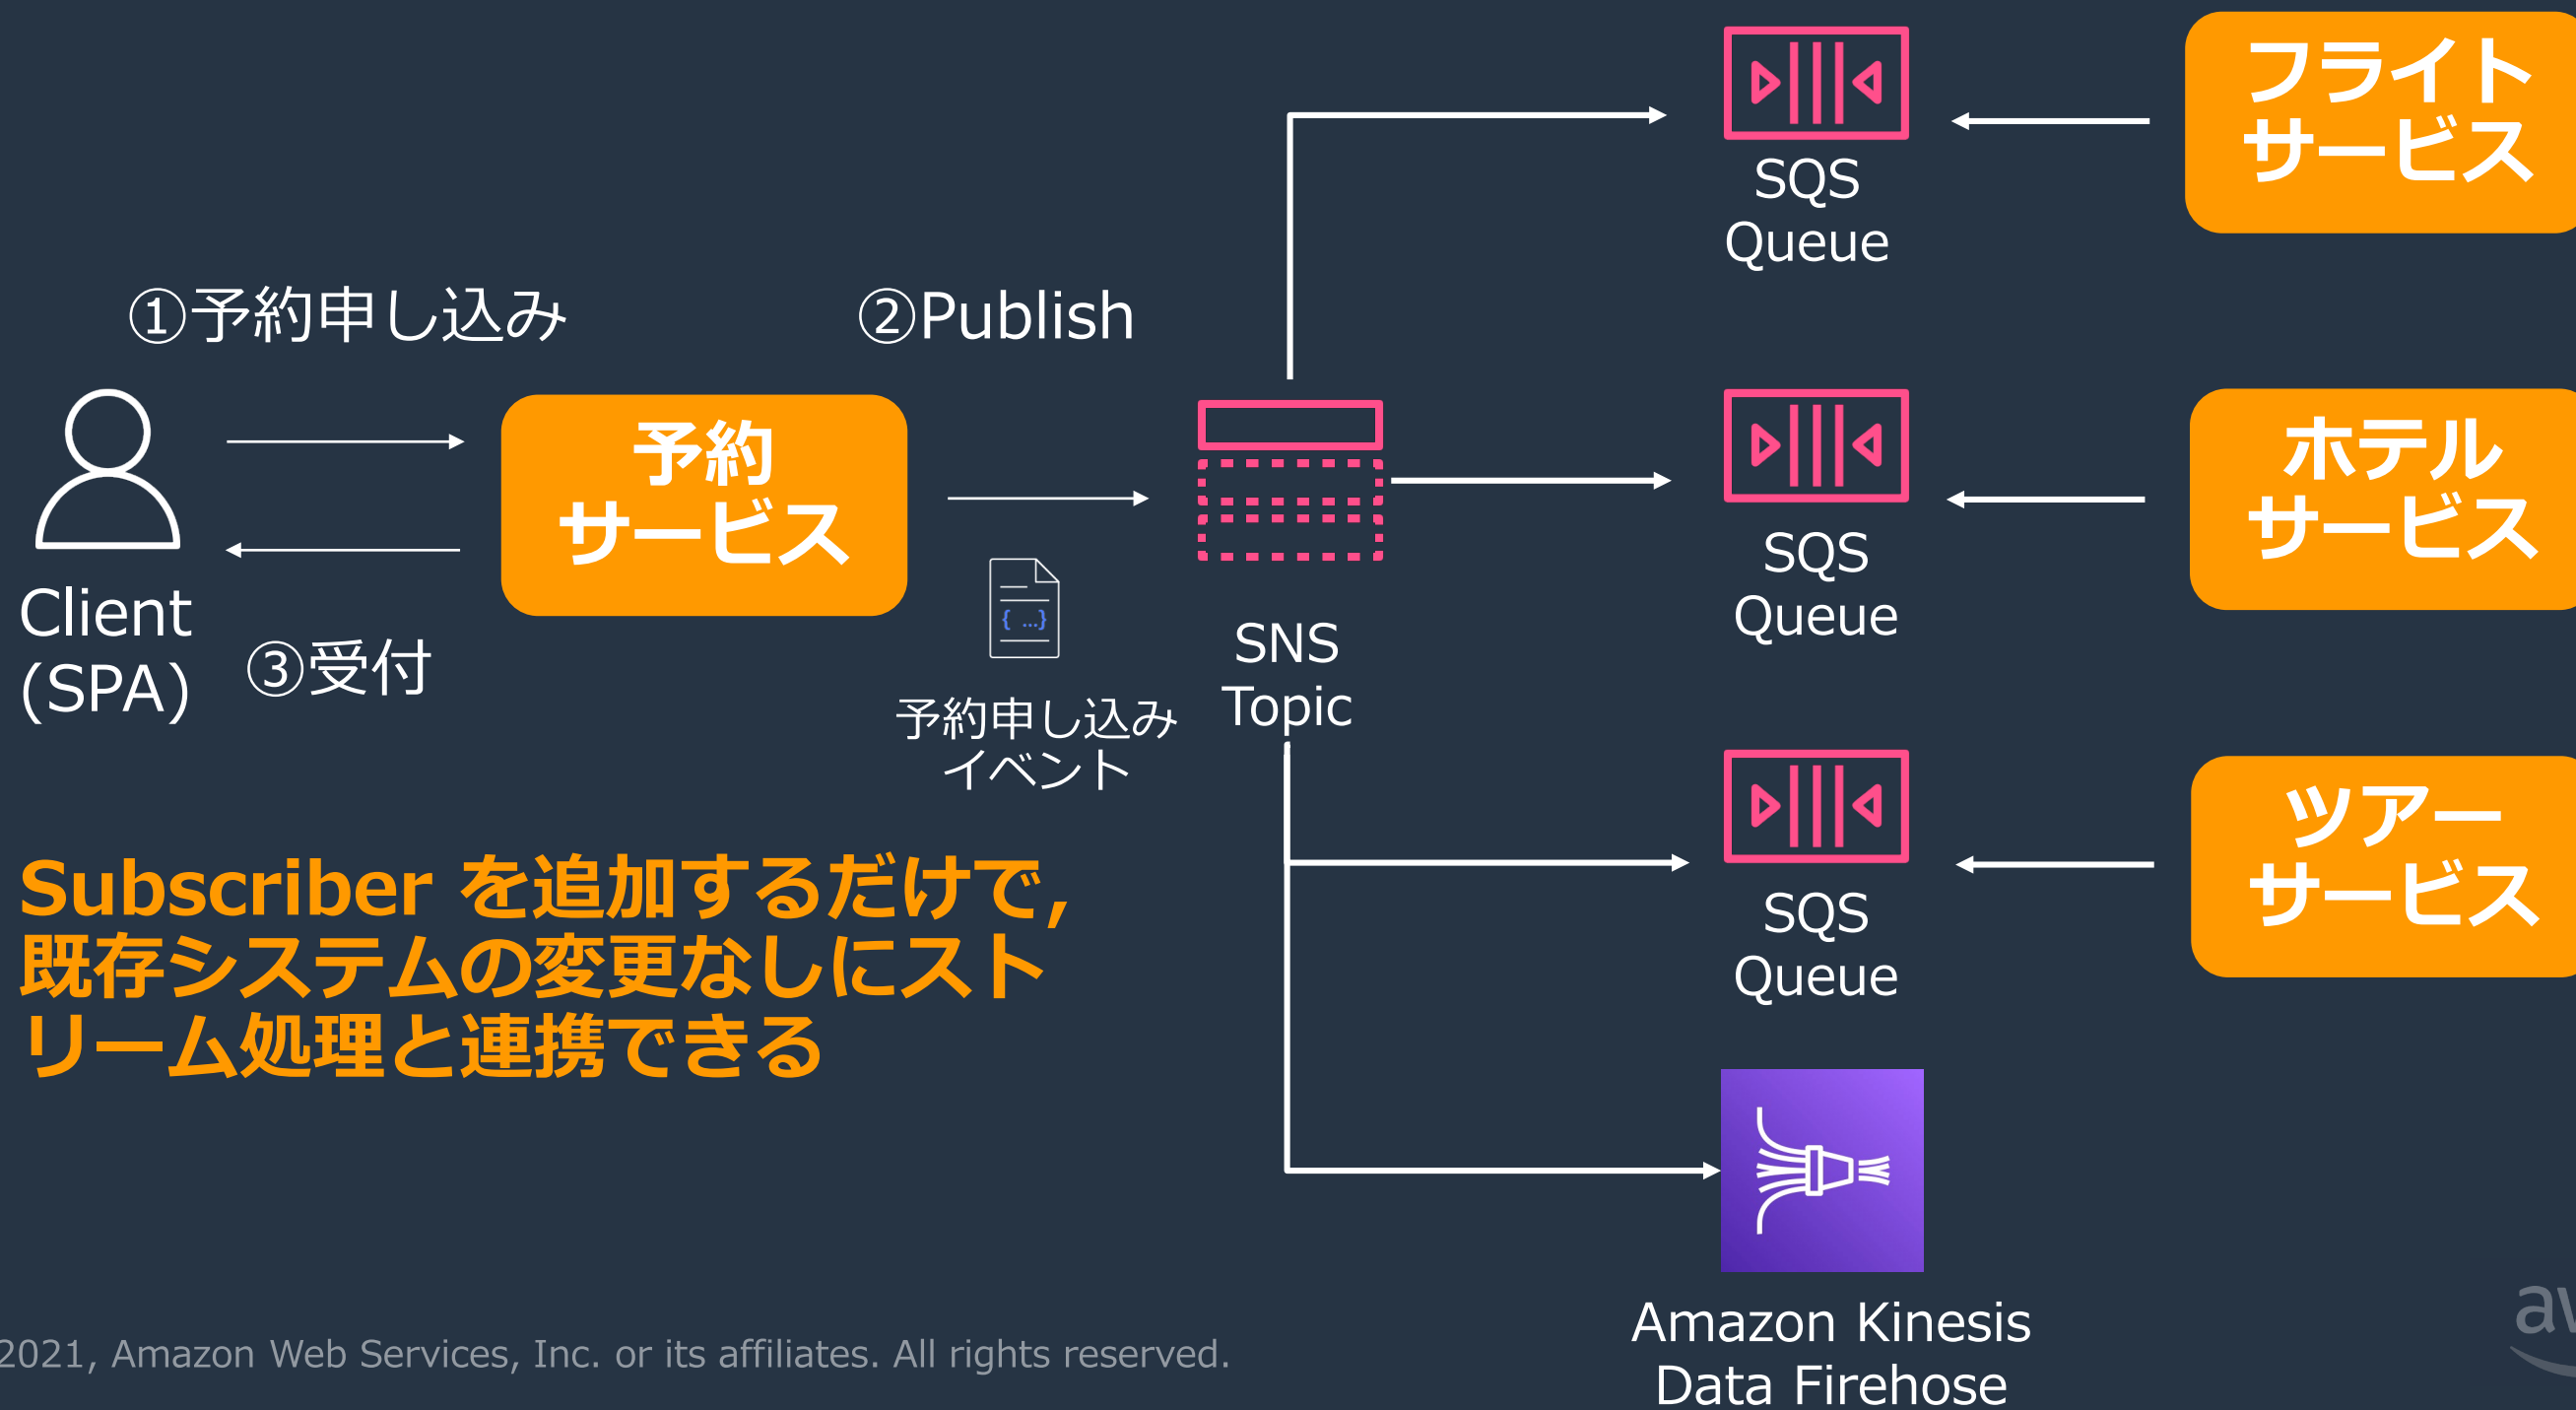 フライト
サービス
SQS
Queue
①予約申し込み
②Publish
予約
サービス
ホテル
サービス
SQS
Queue
Client
(SPA)
③受付
{ ...}
予約申し込み
イベント
SNS
Topic
ツアー
サービス
SQS
Queue
Subscriber を追加するだけで,
既存システムの変更なしにスト
リーム処理と連携できる
Amazon Kinesis
Data Firehose
2021, Amazon Web Services, Inc. or its affiliates. All rights reserved.